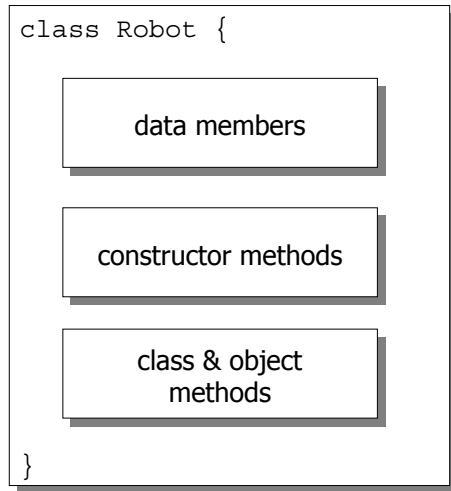 class Robot {
data members
constructor methods
class & object
methods
}